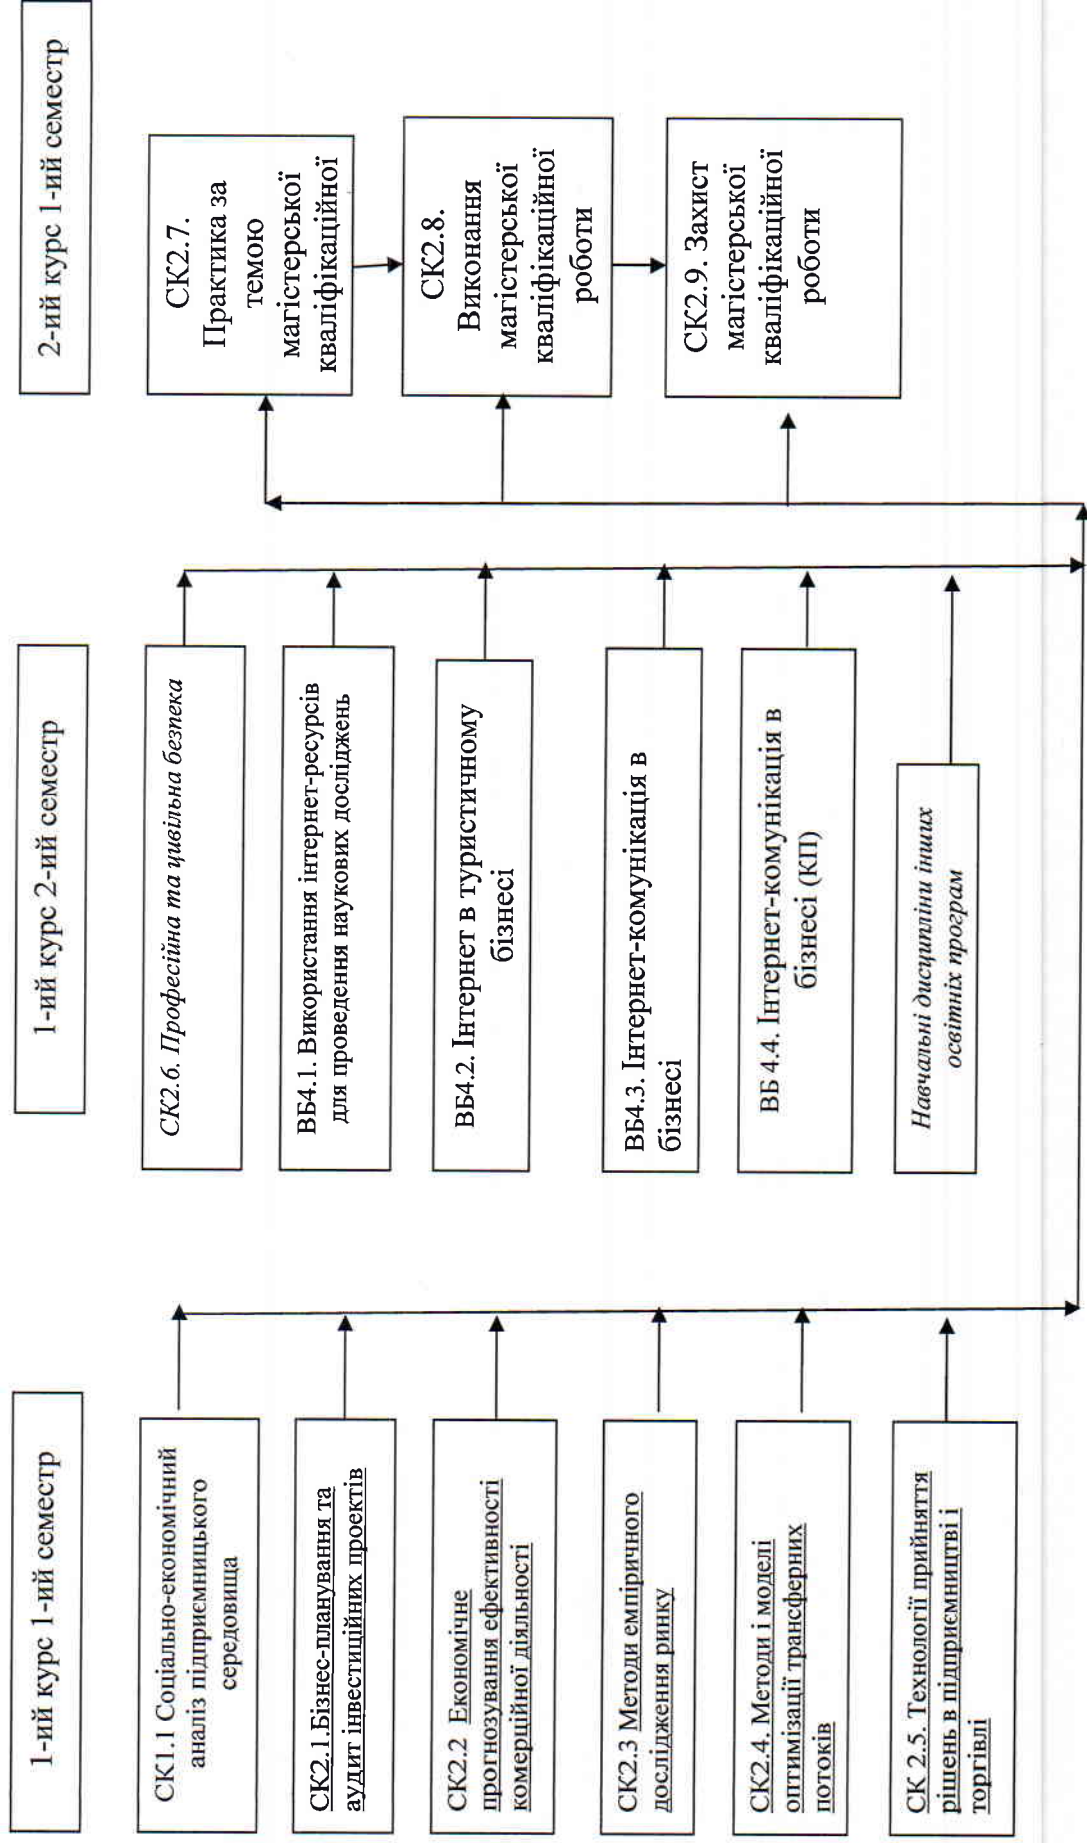 1-ий курс 1-ий семестр
СК1.1 Соціально-економічний
аналіз підприємницького
середовища
СК2.1.Бізнес-планування та
аудит інвестиційних проектів
СК2.2 Економічне
прогнозування ефективності
комерційної діяльності
СК2.3 Методи емпіричного
дослідження ринку
СК2.4. Методи і моделі
оптимізації трансферних
потоків
СК 2.5. Технології прийняття
рішень в підприємництві і
торгівлі
1-ий курс 2-ий семестр
СК2.6. Професійна та цивільна безпека
ВБ4.1. Використання інтернет-ресурсів
для проведення наукових досліджень
ВБ4.2. Інтернет в туристичному
бізнесі
ВБ4.3. Інтернет-комунікація в
бізнесі
ВБ 4.4. Інтернет-комунікація в
бізнесі (КП)
Навчальні дисципліни інших
освітніх програм
2-ий курс 1-ий семестр
СК2.7.
Практика за
темою
магістерської
кваліфікаційної
СК2.8.
Виконання
магістерської
кваліфікаційної
роботи
СК2.9. Захист
магістерської
кваліфікаційної
роботи